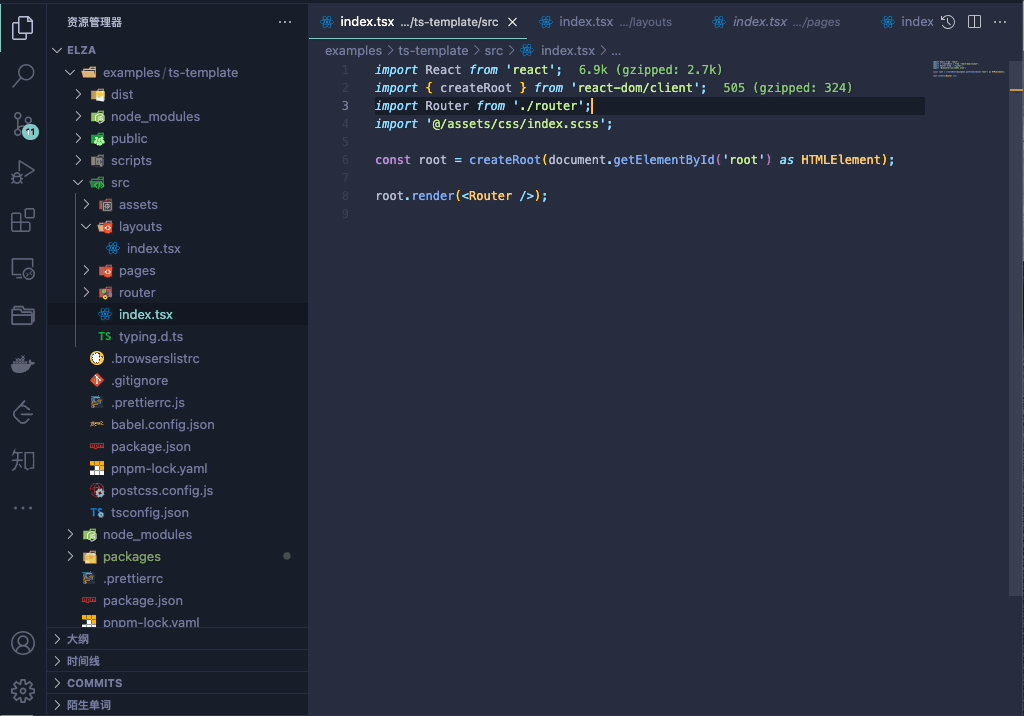 资源管理器
ELZA
examples / ts-template
dist
node_modules
public
scripts
src
assets
layouts
index.tsx
pages
router
index.tsx
TS typing.d.ts
.browserslistrc
.gitignore
.prettierrc.js
babel.config.json
package.json
pnpm-lock.yaml
postcss.config.js
TS tsconfig.json
node_modules
packages
.prettierrc
package.json
pnpm-lock.yaml
大纲
时间线
COMMITS
陌生单词
11
知
index.tsx .../ts-template/src
index.tsx .../layouts
index.tsx .../pages
index
examples > ts-template > src > index.tsx > ...
1 import React from 'react'; 6.9k (gzipped: 2.7k)
2 import { createRoot } from 'react-dom/client'; 505 (gzipped: 324)
3 import Router from './router';
4 import '@/assets/css/index.scss';
5
6 const root = createRoot(document.getElementById('root') as HTMLElement);
7
8 root.render(<Router />);
9